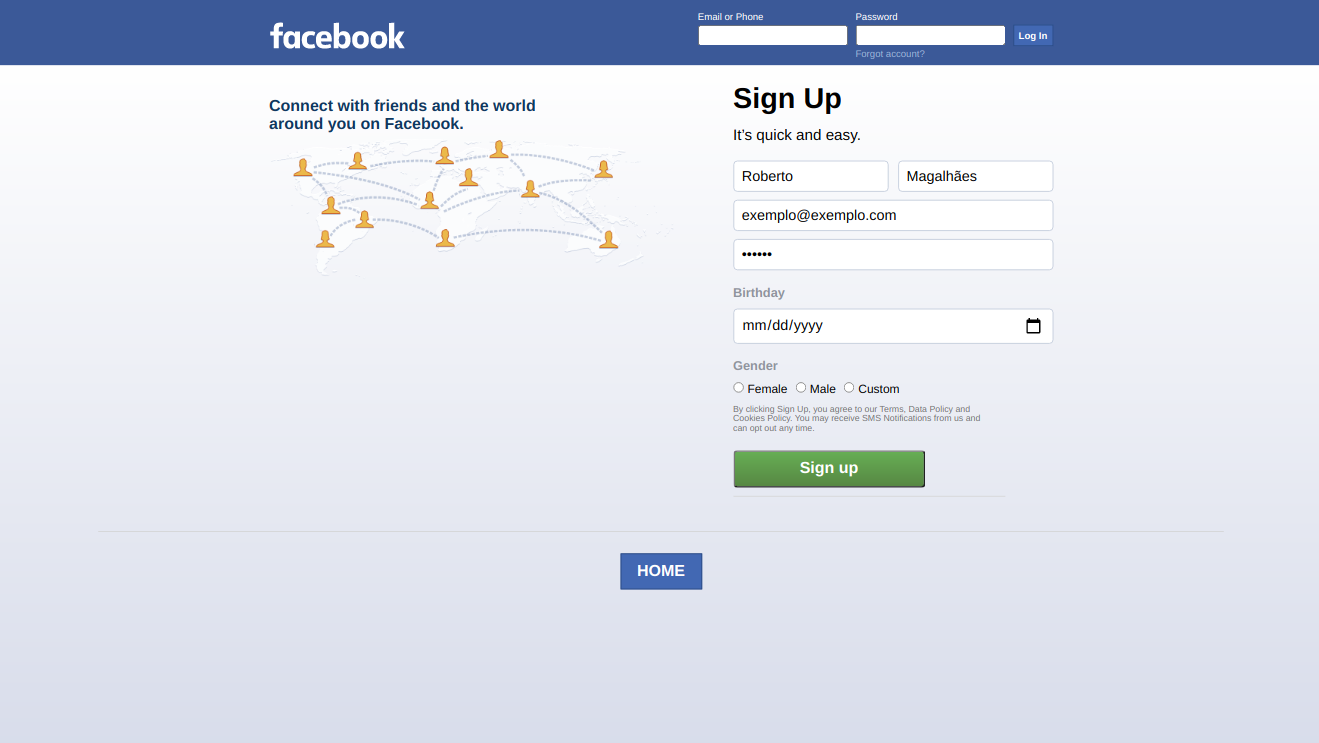 facebook
Email or Phone
Password
Log In
Forgot account?
Connect with friends and the world
around you on Facebook.
Sign Up
It’s quick and easy.
Roberto
Magalhães
exemplo@exemplo.com
••••••
Birthday
mm/dd/yyyy
Gender
Female
Male
Custom
By clicking Sign Up, you agree to our Terms, Data Policy and
Cookies Policy. You may receive SMS Notifications from us and
can opt out any time.
Sign up
HOME